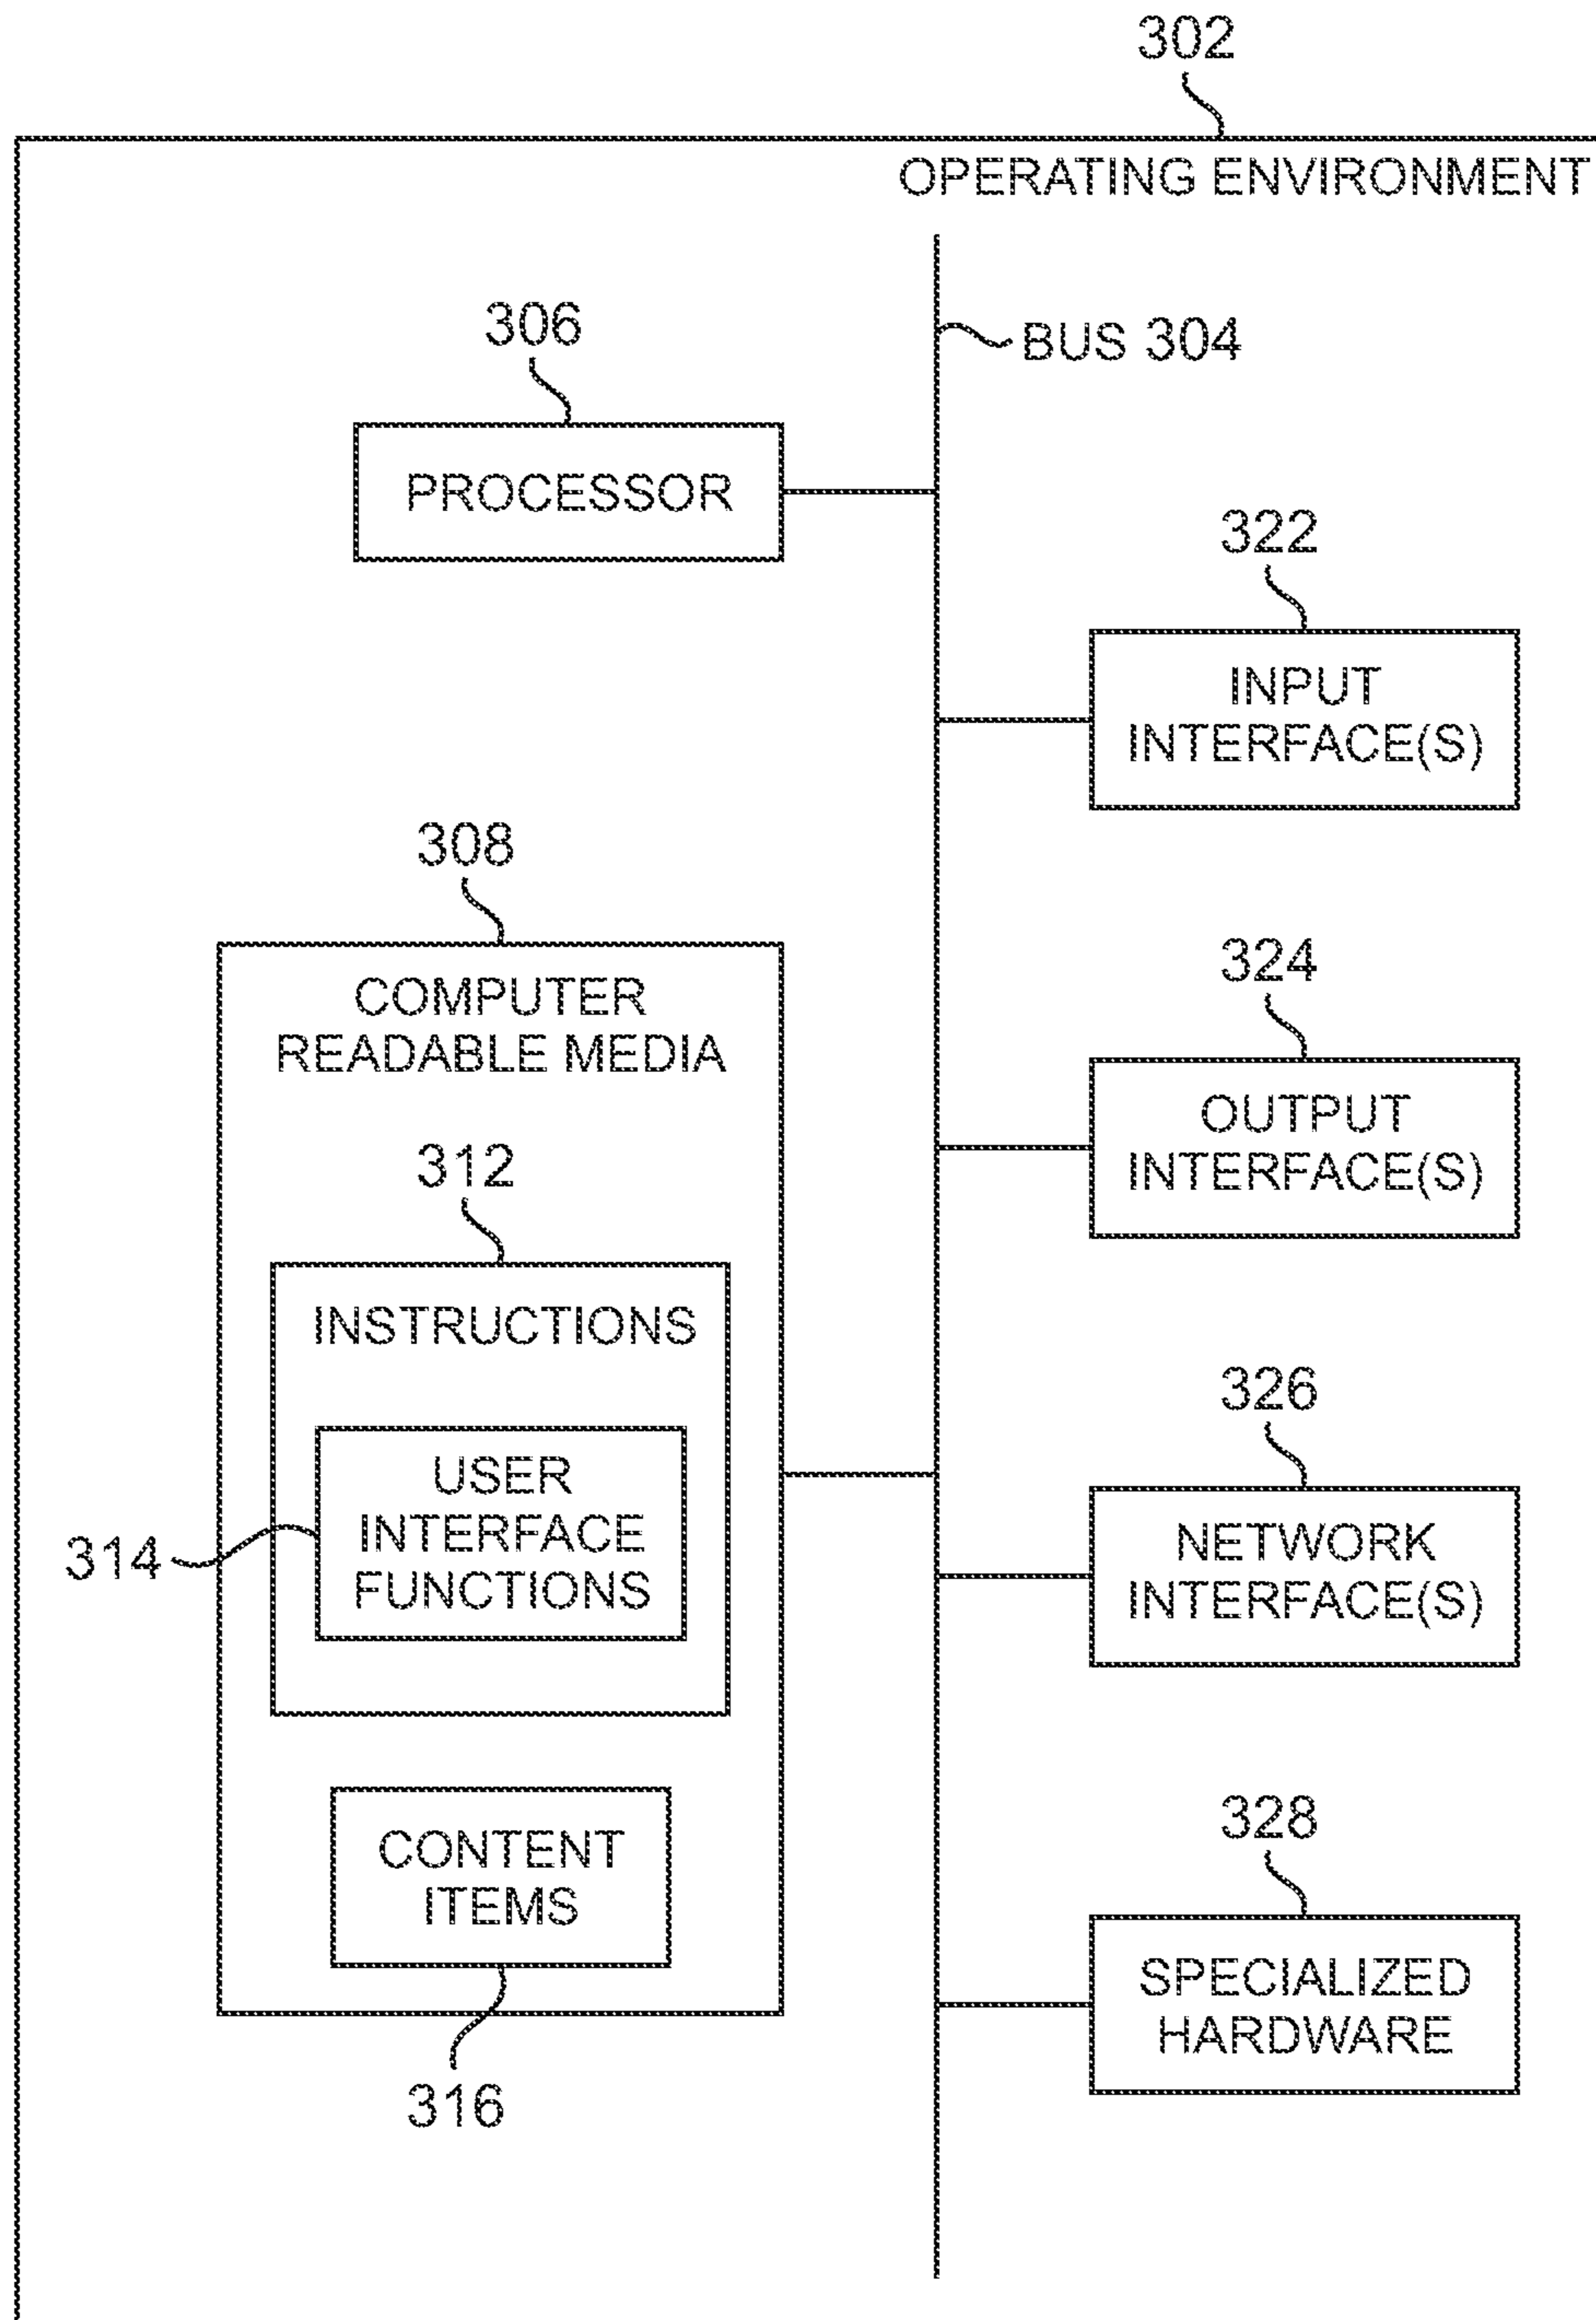 302
OPERATING ENVIRONMENT
306
BUS 304
PROCESSOR
322
INPUT
INTERFACE(S)
308
COMPUTER
READABLE MEDIA
324
OUTPUT
INTERFACE(S)
312
INSTRUCTIONS
USER
INTERFACE
FUNCTIONS
314
326
NETWORK
INTERFACE(S)
CONTENT
ITEMS
316
328
SPECIALIZED
HARDWARE